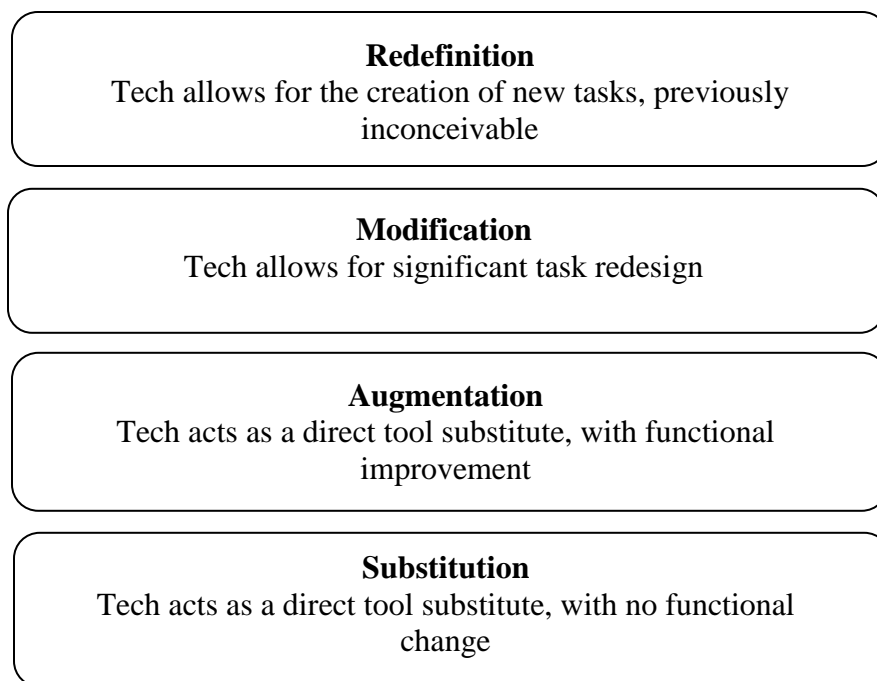 Redefinition
Tech allows for the creation of new tasks, previously
inconceivable
Modification
Tech allows for significant task redesign
Augmentation
Tech acts as a direct tool substitute, with functional
improvement
Substitution
Tech acts as a direct tool substitute, with no functional
change